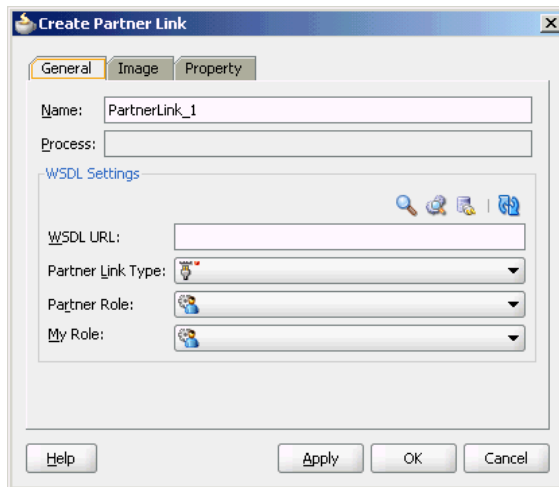 Create Partner Link
General Image Property
Name: PartnerLink_1
Process:
WSDL Settings
WSDL URL:
Partner Link Type:
Partner Role:
My Role:
Help Apply OK Cancel